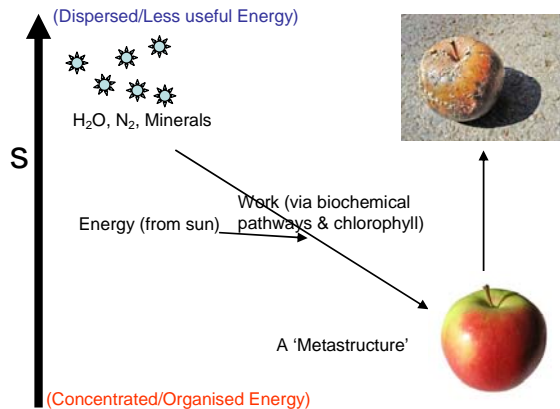 (Dispersed/Less useful Energy)
H₂O, N₂, Minerals
S
Work (via biochemical
pathways & chlorophyll)
Energy (from sun)
A ‘Metastructure’
(Concentrated/Organised Energy)